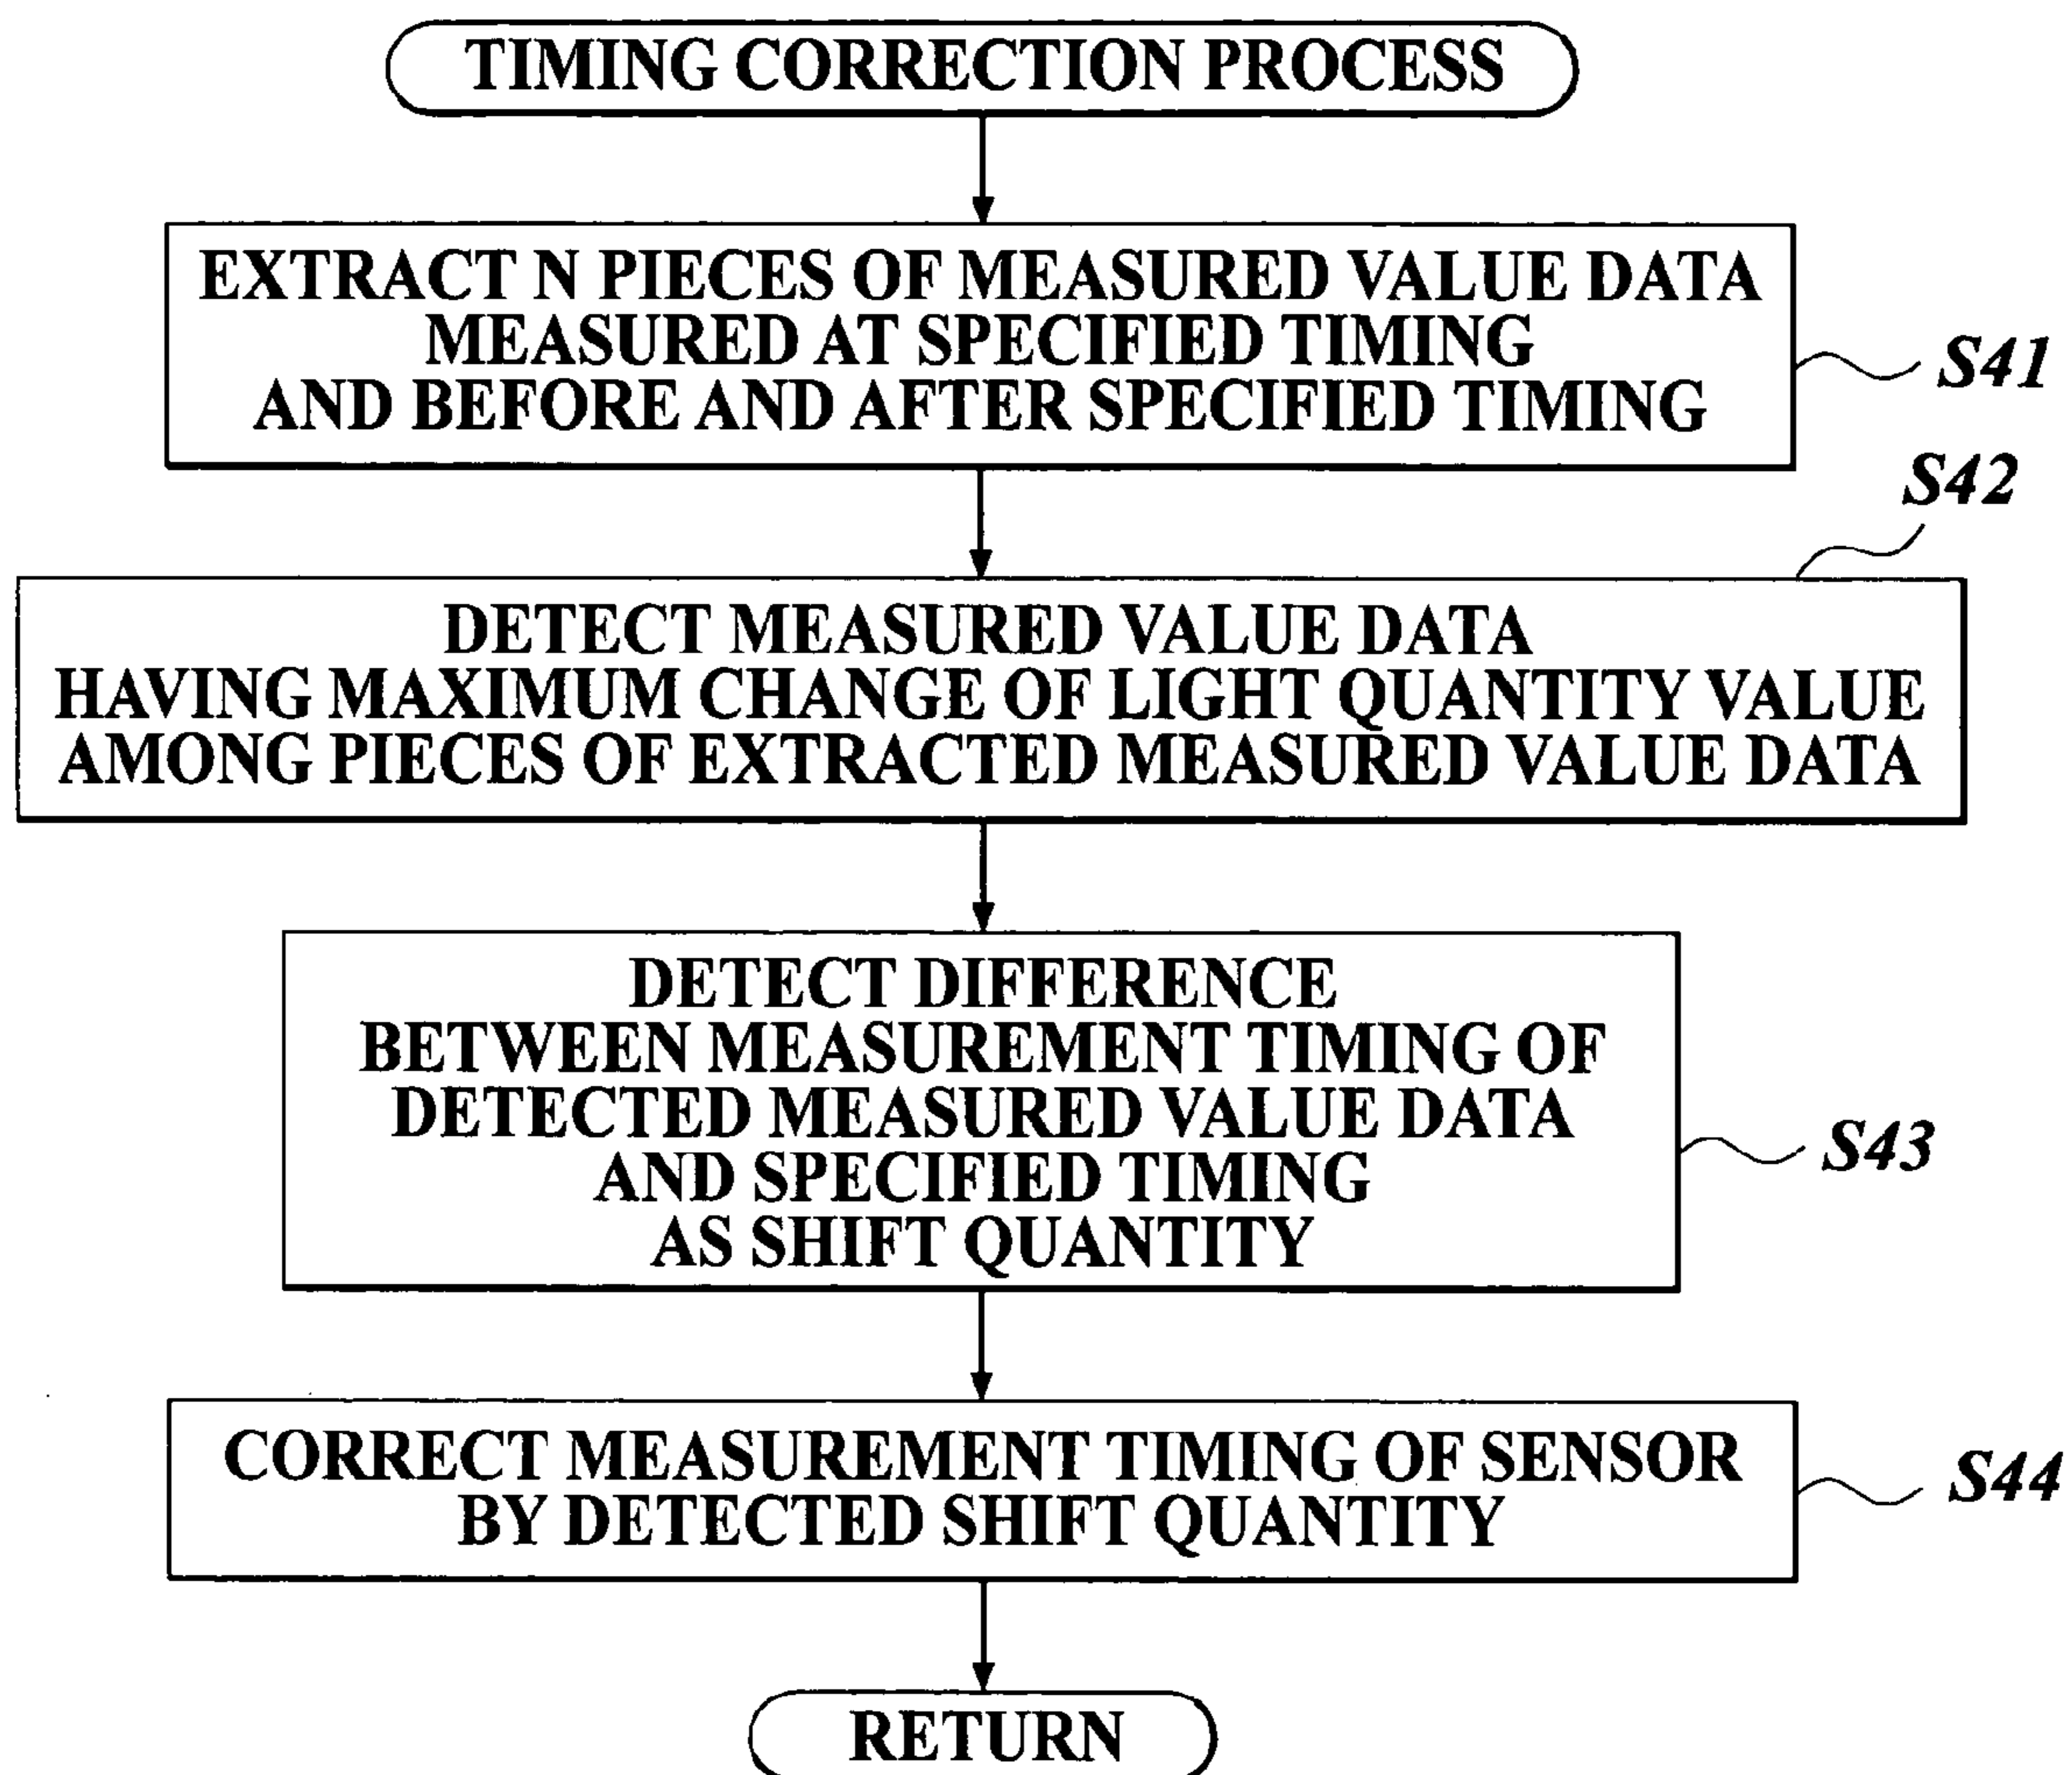 TIMING CORRECTION PROCESS
EXTRACT N PIECES OF MEASURED VALUE DATA
MEASURED AT SPECIFIED TIMING
AND BEFORE AND AFTER SPECIFIED TIMING
S41
S42
DETECT MEASURED VALUE DATA
HAVING MAXIMUM CHANGE OF LIGHT QUANTITY VALUE
AMONG PIECES OF EXTRACTED MEASURED VALUE DATA
DETECT DIFFERENCE
BETWEEN MEASUREMENT TIMING OF
DETECTED MEASURED VALUE DATA
AND SPECIFIED TIMING
AS SHIFT QUANTITY
S43
CORRECT MEASUREMENT TIMING OF SENSOR
BY DETECTED SHIFT QUANTITY
S44
RETURN